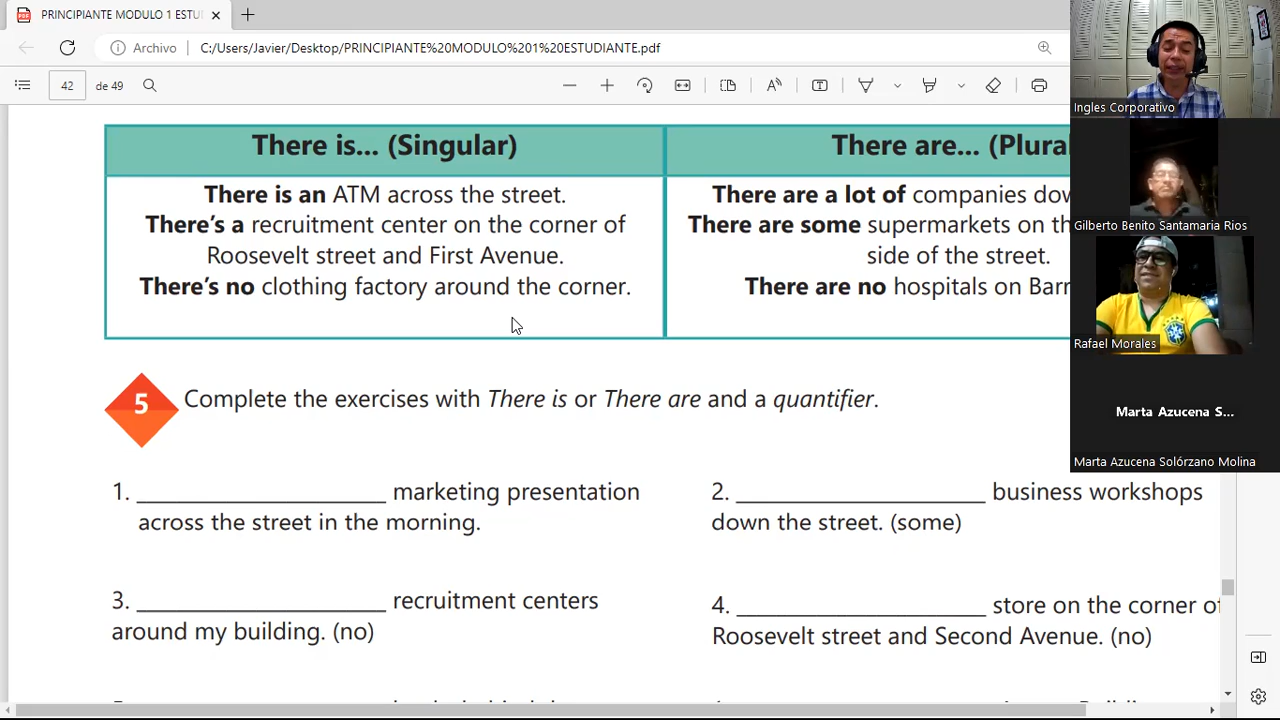 PRINCIPIANTE MODULO 1 ESTU
Archivo
C:/Users/Javier/Desktop/PRINCIPIANTE%20MODULO%201%20ESTUDIANTE.pdf
42
de 49
There is... (Singular)
There are... (Plura
There is an ATM across the street.
There's a recruitment center on the corner of
Roosevelt street and First Avenue.
There's no clothing factory around the corner.
There are a lot of companies dow
There are some supermarkets on th
side of the street.
There are no hospitals on Barr
5
Complete the exercises with There is or There are and a quantifier.
1. ____________________ marketing presentation
across the street in the morning.
2. ____________________ business workshops
down the street. (some)
3. ____________________ recruitment centers
around my building. (no)
4. ____________________ store on the corner of
Roosevelt street and Second Avenue. (no)
Ingles Corporativo
Gilberto Benito Santamaria Rios
Rafael Morales
Marta Azucena S...
Marta Azucena Solórzano Molina